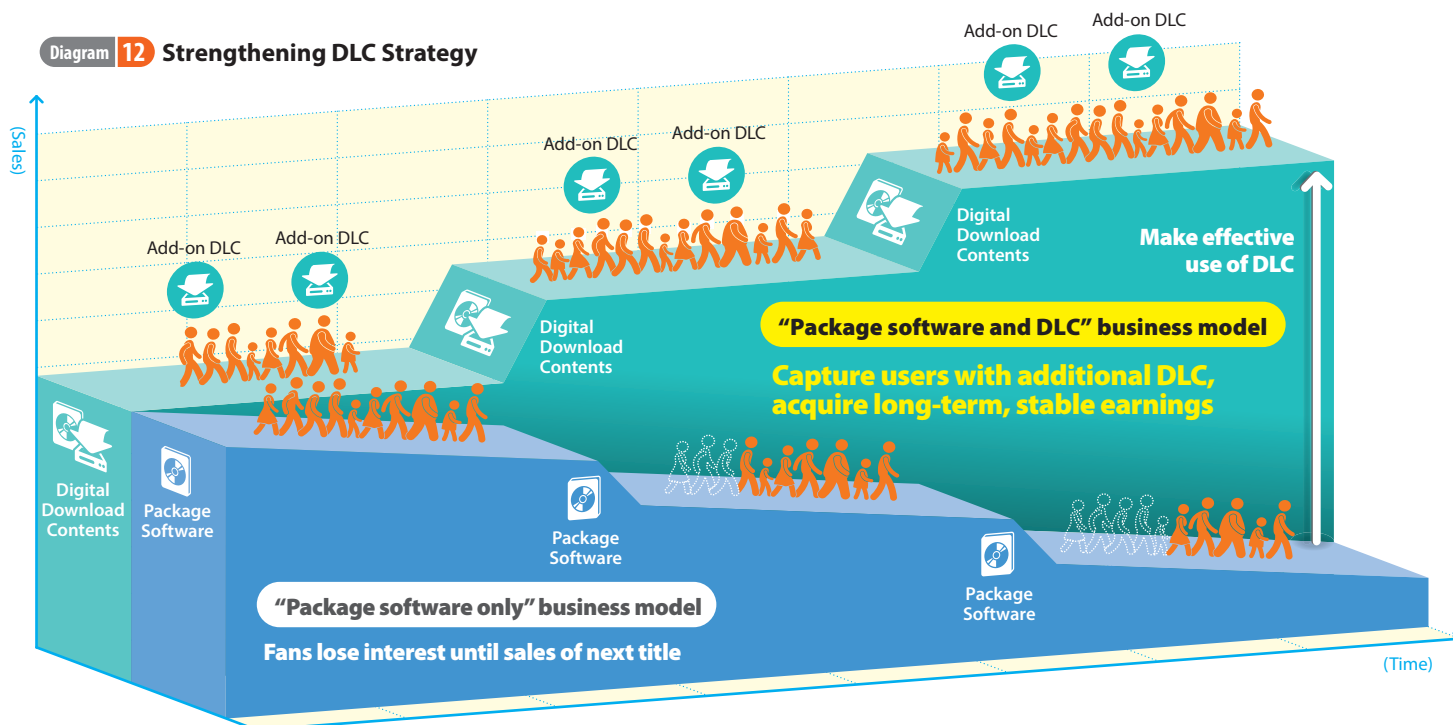 Diagram 12 Strengthening DLC Strategy
(Sales)
Add-on DLC
Add-on DLC
Add-on DLC
Add-on DLC
Add-on DLC
Add-on DLC
Digital
Download
Contents
Package
Software
Digital
Download
Contents
Digital
Download
Contents
Make effective
use of DLC
“Package software and DLC” business model
Capture users with additional DLC,
acquire long-term, stable earnings
Package
Software
Package
Software
“Package software only” business model
Fans lose interest until sales of next title
(Time)